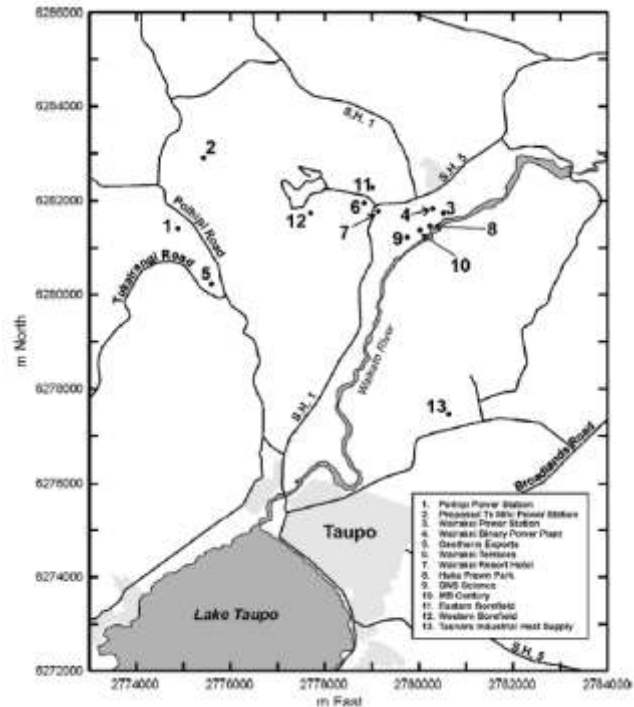 6286000
6284000
6282000
6280000
6278000
6276000
6274000
6272000
m North
2774000
2776000
2778000
2780000
2782000
2784000
m East
S.H. 1
S.H. 5
2
11
6
12
7
4
3
1
Poihipi Road
9
8
10
Tukairangi Road
5
Waikato River
S.H. 1
13
Broadlands Road
Taupo
Lake Taupo
S.H. 5
1. Poihipi Power Station
2. Proposed Te Mihi Power Station
3. Wairakei Power Station
4. Wairakei Binary Power Plant
5. Geotherm Exports
6. Wairakei Terraces
7. Wairakei Resort Hotel
8. Huka Prawn Park
9. GNS Science
10. MB Century
11. Eastern Borefield
12. Western Borefield
13. Tauhara Industrial Heat Supply